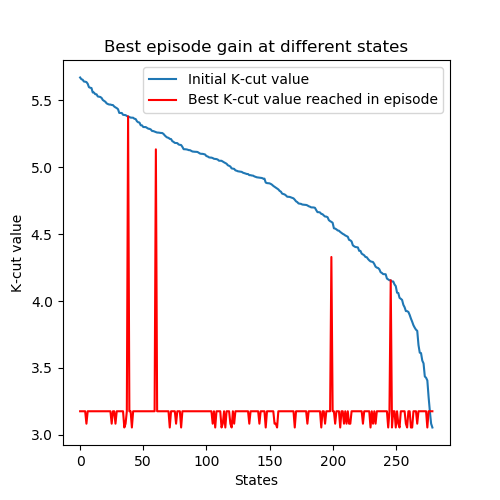 Best episode gain at different states
Initial K-cut value
Best K-cut value reached in episode
K-cut value
5.5
5.0
4.5
4.0
3.5
3.0
0 50 100 150 200 250
States